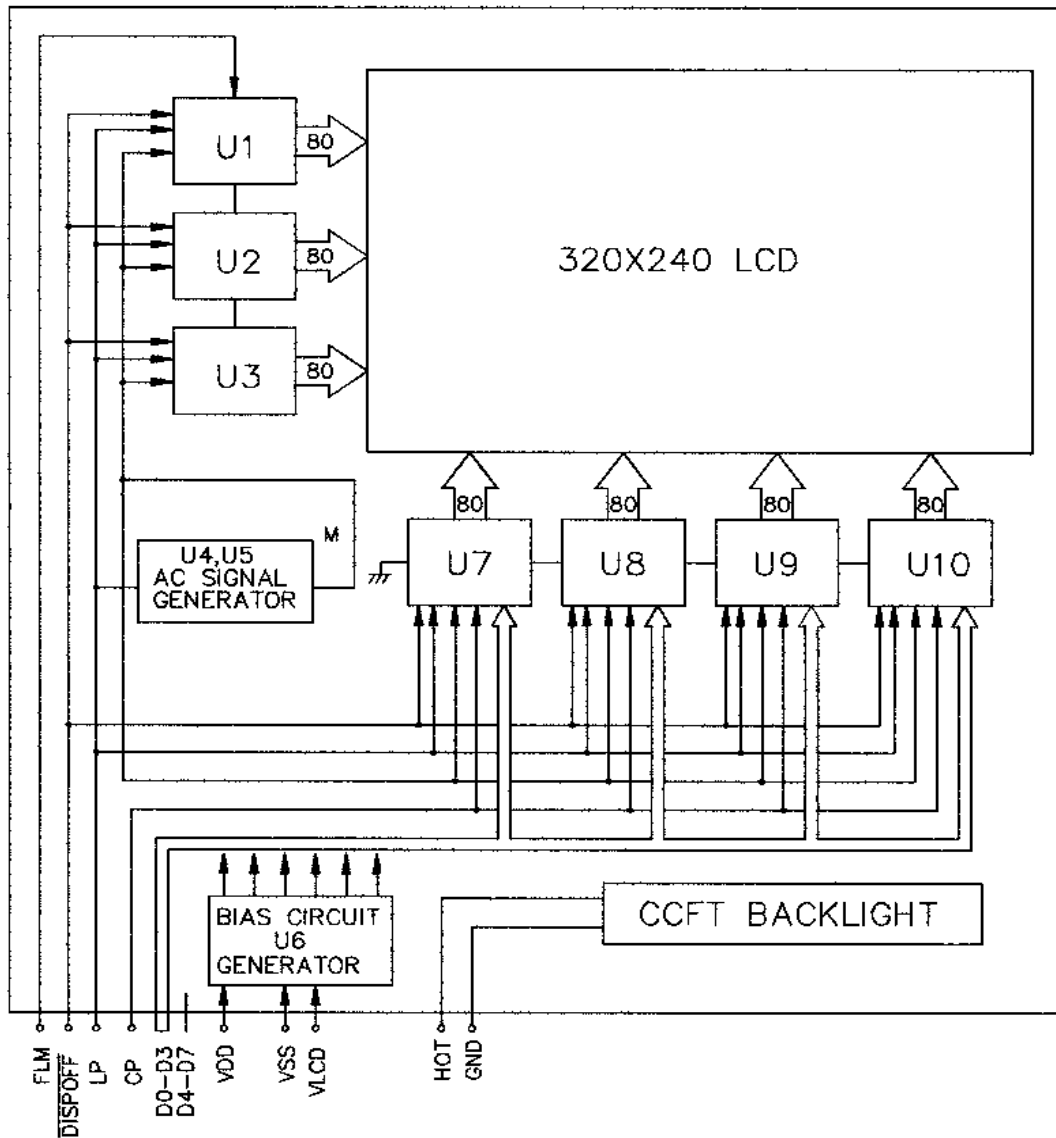 U1
80
U2
80
U3
80
320X240 LCD
80
80
80
80
M
U4,U5
AC SIGNAL
GENERATOR
U7
U8
U9
U10
BIAS CIRCUIT
U6
GENERATOR
CCFT BACKLIGHT
FLM
DISPOFF
LP
CP
D0-D3
D4-D7
VDD
VSS
VLCD
HOT
GND